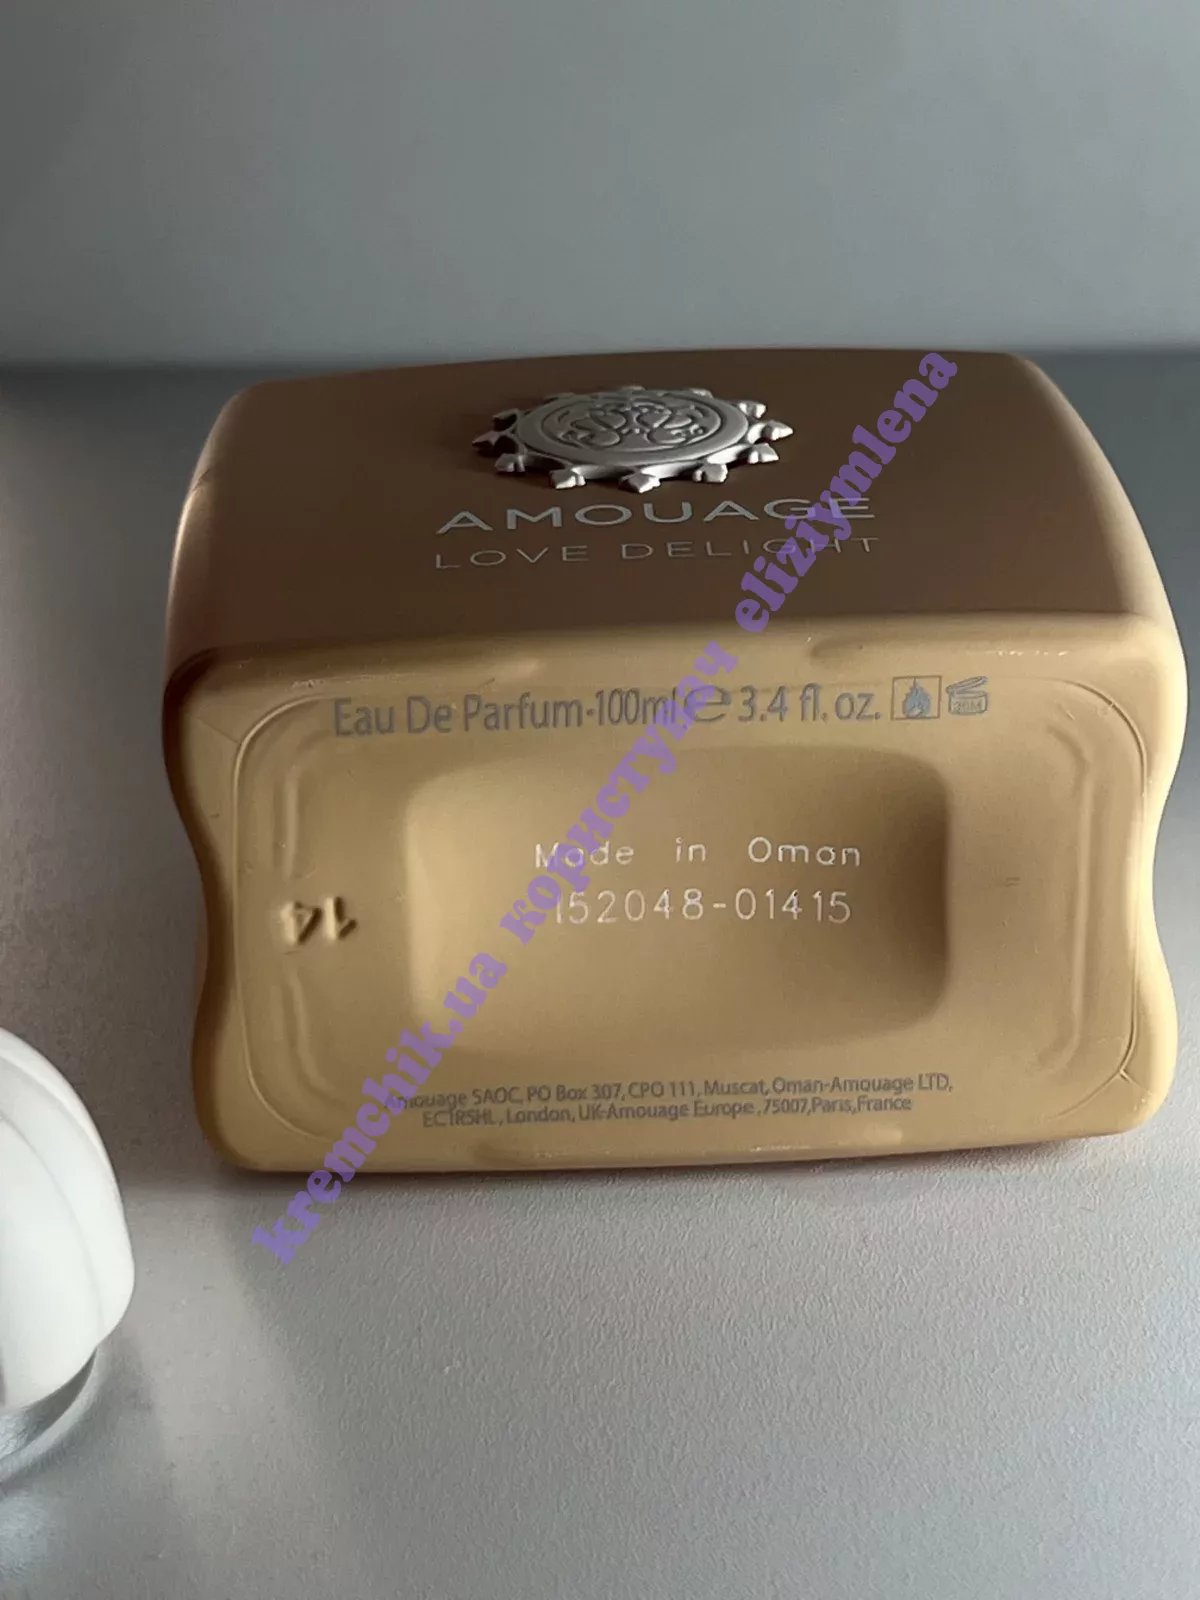 AMOUAGE
LOVE DELIGHT
Eau De Parfum·100ml ℮ 3.4 fl. oz.
36M
Made in Oman
152048-01415
14
Amouage SAOC, PO Box 307, CPO 111, Muscat, Oman-Amouage LTD,
EC1R5HL, London, UK-Amouage Europe, 75007, Paris, France
kremchik.ua користувач eliziymlena